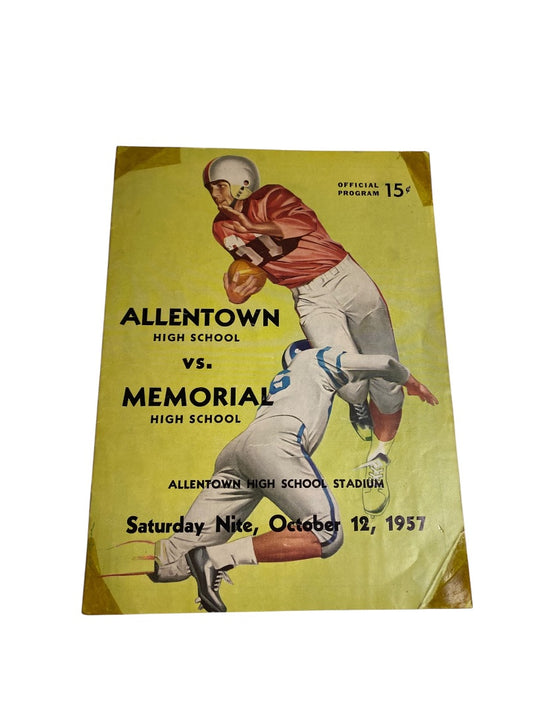 OFFICIAL
PROGRAM 15¢
ALLENTOWN
HIGH SCHOOL
vs.
MEMORIAL
HIGH SCHOOL
ALLENTOWN HIGH SCHOOL STADIUM
Saturday Nite, October 12, 1957